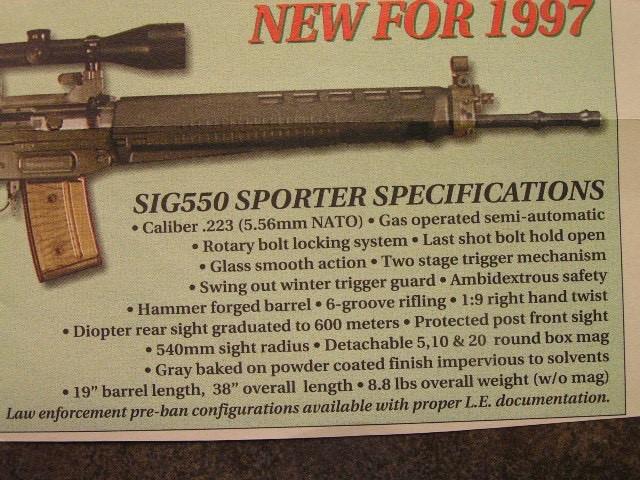 NEW FOR 1997
SIG550 SPORTER SPECIFICATIONS
• Caliber .223 (5.56mm NATO) • Gas operated semi-automatic
• Rotary bolt locking system • Last shot bolt hold open
• Glass smooth action • Two stage trigger mechanism
• Swing out winter trigger guard • Ambidextrous safety
• Hammer forged barrel • 6-groove rifling • 1:9 right hand twist
• Diopter rear sight graduated to 600 meters • Protected post front sight
• 540mm sight radius • Detachable 5,10 & 20 round box mag
• Gray baked on powder coated finish impervious to solvents
• 19" barrel length, 38" overall length • 8.8 lbs overall weight (w/o mag)
Law enforcement pre-ban configurations available with proper L.E. documentation.